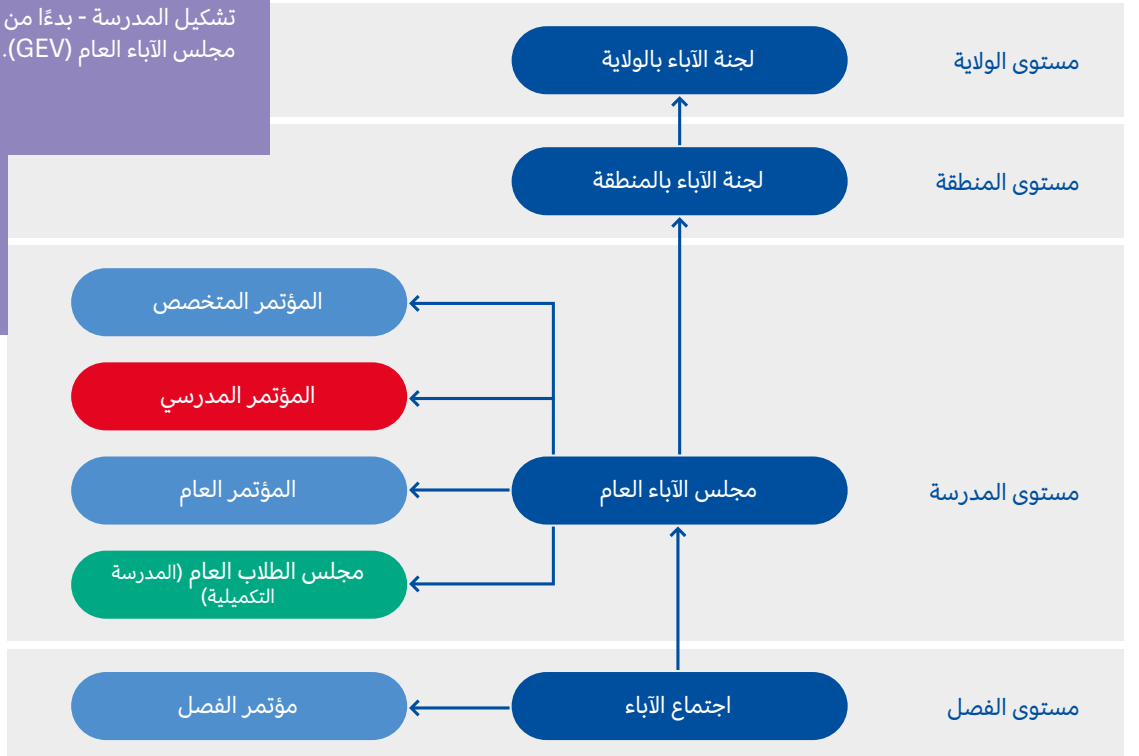 تشكيل المدرسة - بدءًا من
مجلس الآباء العام (GEV).
مستوى الولاية
لجنة الآباء بالولاية
مستوى المنطقة
لجنة الآباء بالمنطقة
المؤتمر المتخصص
المؤتمر المدرسي
مستوى المدرسة
مجلس الآباء العام
المؤتمر العام
مجلس الطلاب العام (المدرسة
التكميلية)
مستوى الفصل
اجتماع الآباء
مؤتمر الفصل